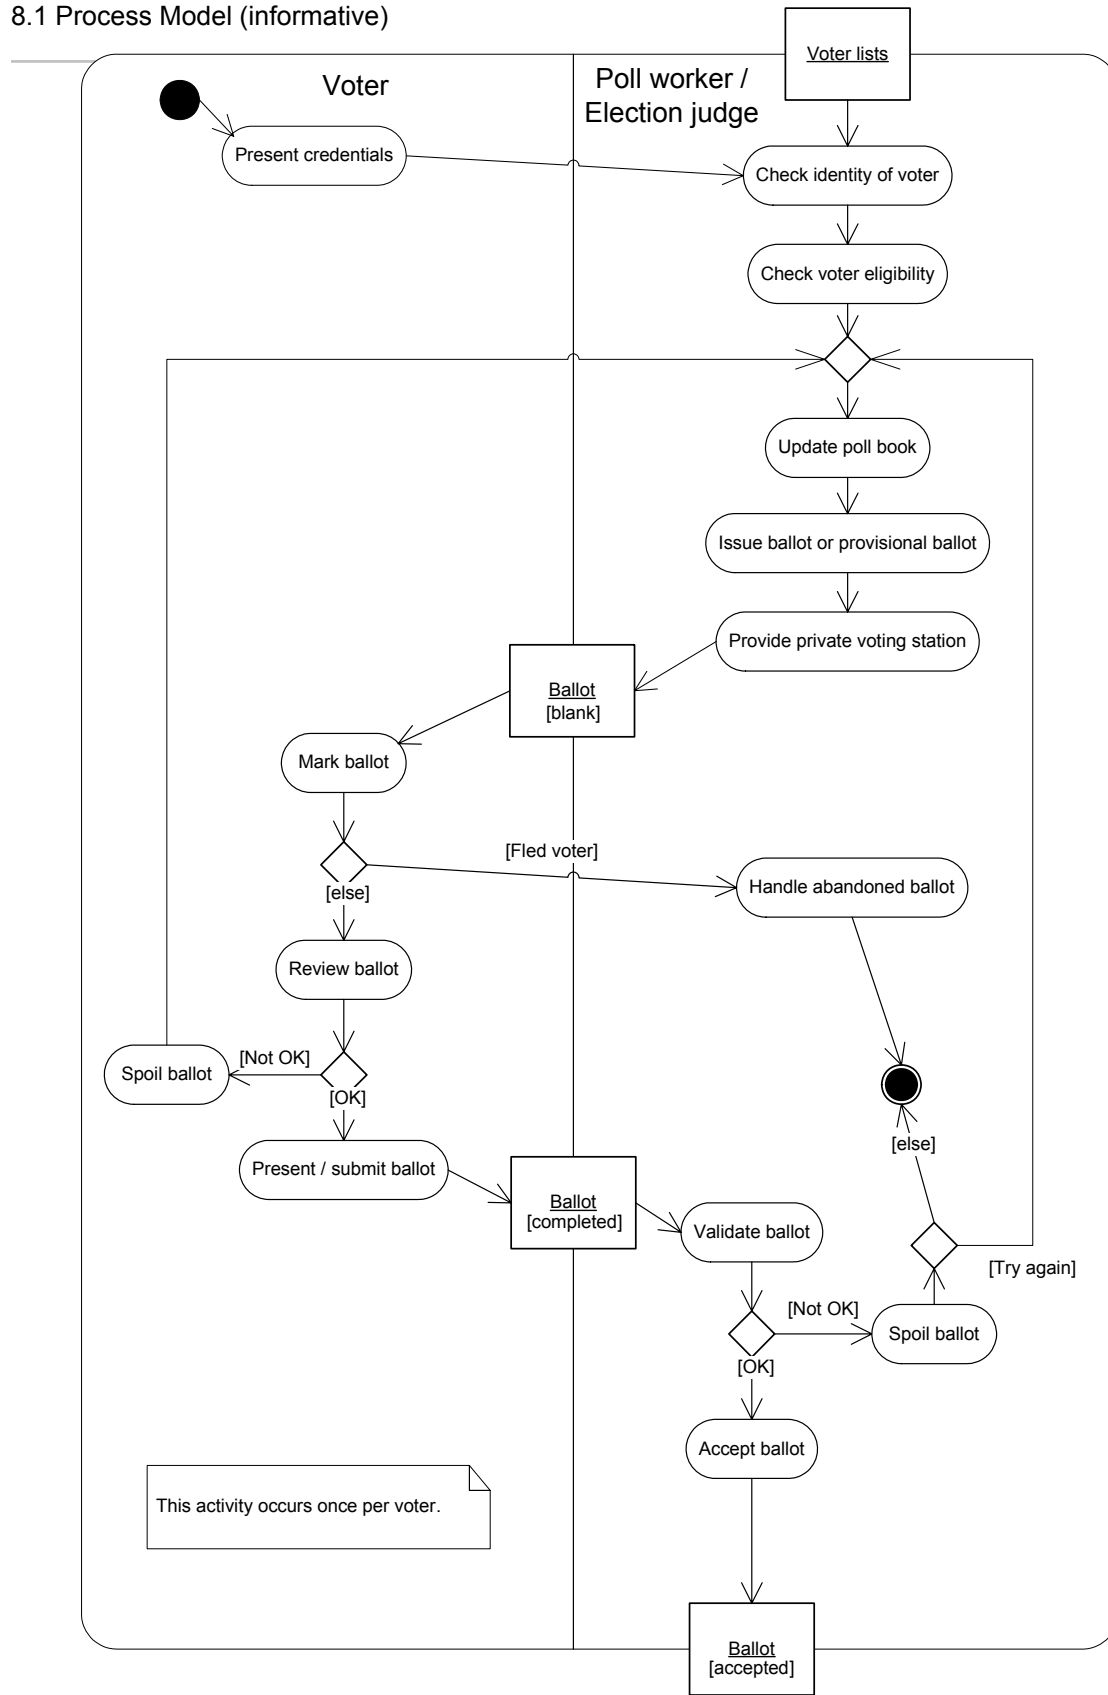 8.1 Process Model (informative)
Voter lists
Voter
Poll worker /
Election judge
Present credentials
Check identity of voter
Check voter eligibility
Update poll book
Issue ballot or provisional ballot
Provide private voting station
Ballot
[blank]
Mark ballot
[Fled voter]
[else]
Handle abandoned ballot
Review ballot
[Not OK]
Spoil ballot
[OK]
[else]
Present / submit ballot
Ballot
[completed]
Validate ballot
[Try again]
[Not OK]
Spoil ballot
[OK]
Accept ballot
This activity occurs once per voter.
Ballot
[accepted]